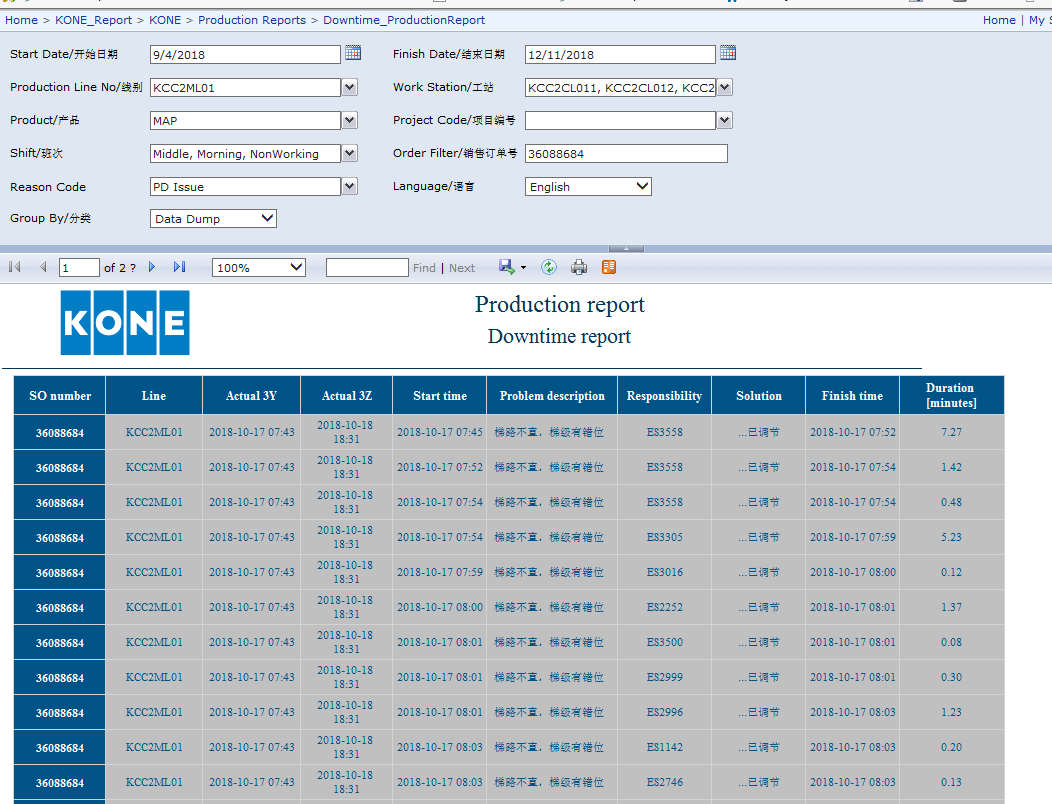 Home > KONE_Report > KONE > Production Reports > Downtime_ProductionReport Home | My
Start Date/开始日期 9/4/2018 Finish Date/结束日期 12/11/2018
Production Line No/线别 KCC2ML01 Work Station/工站 KCC2CL011, KCC2CL012, KCC2
Product/产品 MAP Project Code/项目编号
Shift/班次 Middle, Morning, NonWorking Order Filter/销售订单号 36088684
Reason Code PD Issue Language/语言 English
Group By/分类 Data Dump
1 of 2 ? 100% Find | Next
KONE
Production report
Downtime report
SO number Line Actual 3Y Actual 3Z Start time Problem description Responsibility Solution Finish time Duration [minutes]
36088684 KCC2ML01 2018-10-17 07:43 2018-10-18 18:31 2018-10-17 07:45 梯路不直，梯级有错位 E83558 ...已调节 2018-10-17 07:52 7.27
36088684 KCC2ML01 2018-10-17 07:43 2018-10-18 18:31 2018-10-17 07:52 梯路不直，梯级有错位 E83558 ...已调节 2018-10-17 07:54 1.42
36088684 KCC2ML01 2018-10-17 07:43 2018-10-18 18:31 2018-10-17 07:54 梯路不直，梯级有错位 E83558 ...已调节 2018-10-17 07:54 0.48
36088684 KCC2ML01 2018-10-17 07:43 2018-10-18 18:31 2018-10-17 07:54 梯路不直，梯级有错位 E83305 ...已调节 2018-10-17 07:59 5.23
36088684 KCC2ML01 2018-10-17 07:43 2018-10-18 18:31 2018-10-17 07:59 梯路不直，梯级有错位 E83016 ...已调节 2018-10-17 08:00 0.12
36088684 KCC2ML01 2018-10-17 07:43 2018-10-18 18:31 2018-10-17 08:00 梯路不直，梯级有错位 E82252 ...已调节 2018-10-17 08:01 1.37
36088684 KCC2ML01 2018-10-17 07:43 2018-10-18 18:31 2018-10-17 08:01 梯路不直，梯级有错位 E83500 ...已调节 2018-10-17 08:01 0.08
36088684 KCC2ML01 2018-10-17 07:43 2018-10-18 18:31 2018-10-17 08:01 梯路不直，梯级有错位 E82999 ...已调节 2018-10-17 08:01 0.30
36088684 KCC2ML01 2018-10-17 07:43 2018-10-18 18:31 2018-10-17 08:01 梯路不直，梯级有错位 E82996 ...已调节 2018-10-17 08:03 1.23
36088684 KCC2ML01 2018-10-17 07:43 2018-10-18 18:31 2018-10-17 08:03 梯路不直，梯级有错位 E81142 ...已调节 2018-10-17 08:03 0.20
36088684 KCC2ML01 2018-10-17 07:43 2018-10-18 18:31 2018-10-17 08:03 梯路不直，梯级有错位 E82746 ...已调节 2018-10-17 08:03 0.13